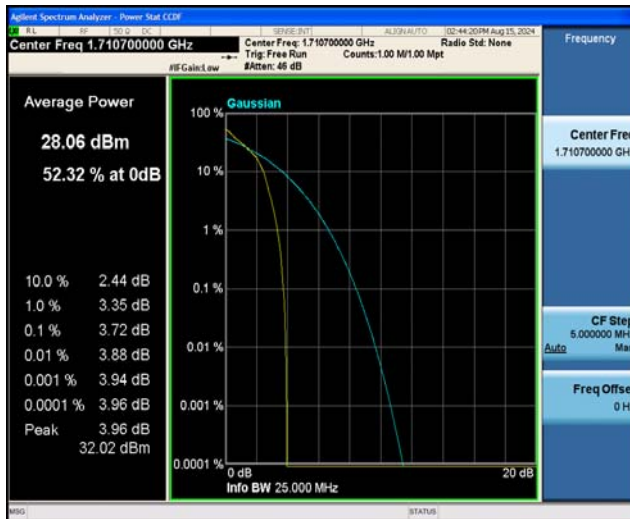 Agilent Spectrum Analyzer - Power Stat CCDF
RL RF 50 Ω DC SENSE:INT ALIGN AUTO 02:44:20 PM Aug 15, 2024
Center Freq 1.710700000 GHz
Center Freq: 1.710700000 GHz
Radio Std: None
Trig: Free Run Counts:1.00 M/1.00 Mpt
#IFGain:Low #Atten: 46 dB
Frequency
Average Power
28.06 dBm
52.32 % at 0dB
10.0 % 2.44 dB
1.0 % 3.35 dB
0.1 % 3.72 dB
0.01 % 3.88 dB
0.001 % 3.94 dB
0.0001 % 3.96 dB
Peak 3.96 dB
32.02 dBm
Gaussian
100 %
10 %
1 %
0.1 %
0.01 %
0.001 %
0.0001 %
0 dB 20 dB
Info BW 25.000 MHz
Center Fre
1.710700000 GH
CF Step
5.000000 MH
Auto Ma
Freq Offse
0 H
MSG STATUS